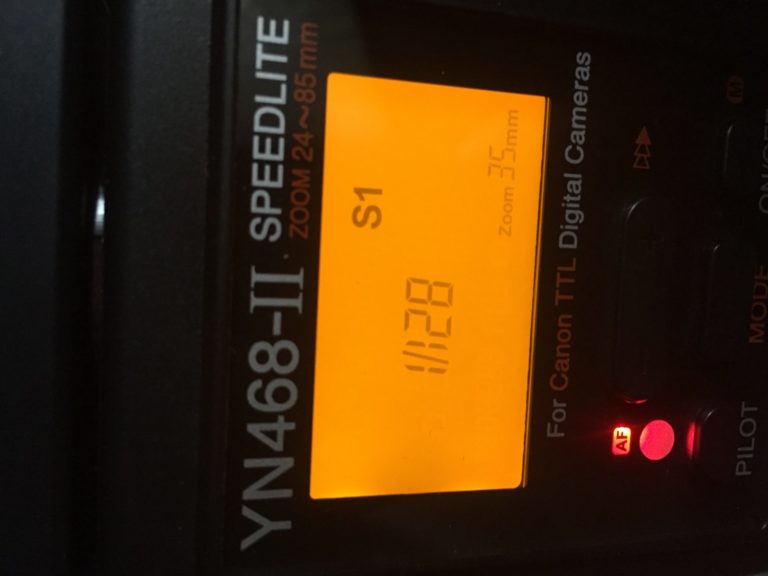 YN468-II SPEEDLITE
ZOOM 24~85mm
S1
1/128
Zoom 35mm
For Canon TTL Digital Cameras
AF
PILOT
MODE
M